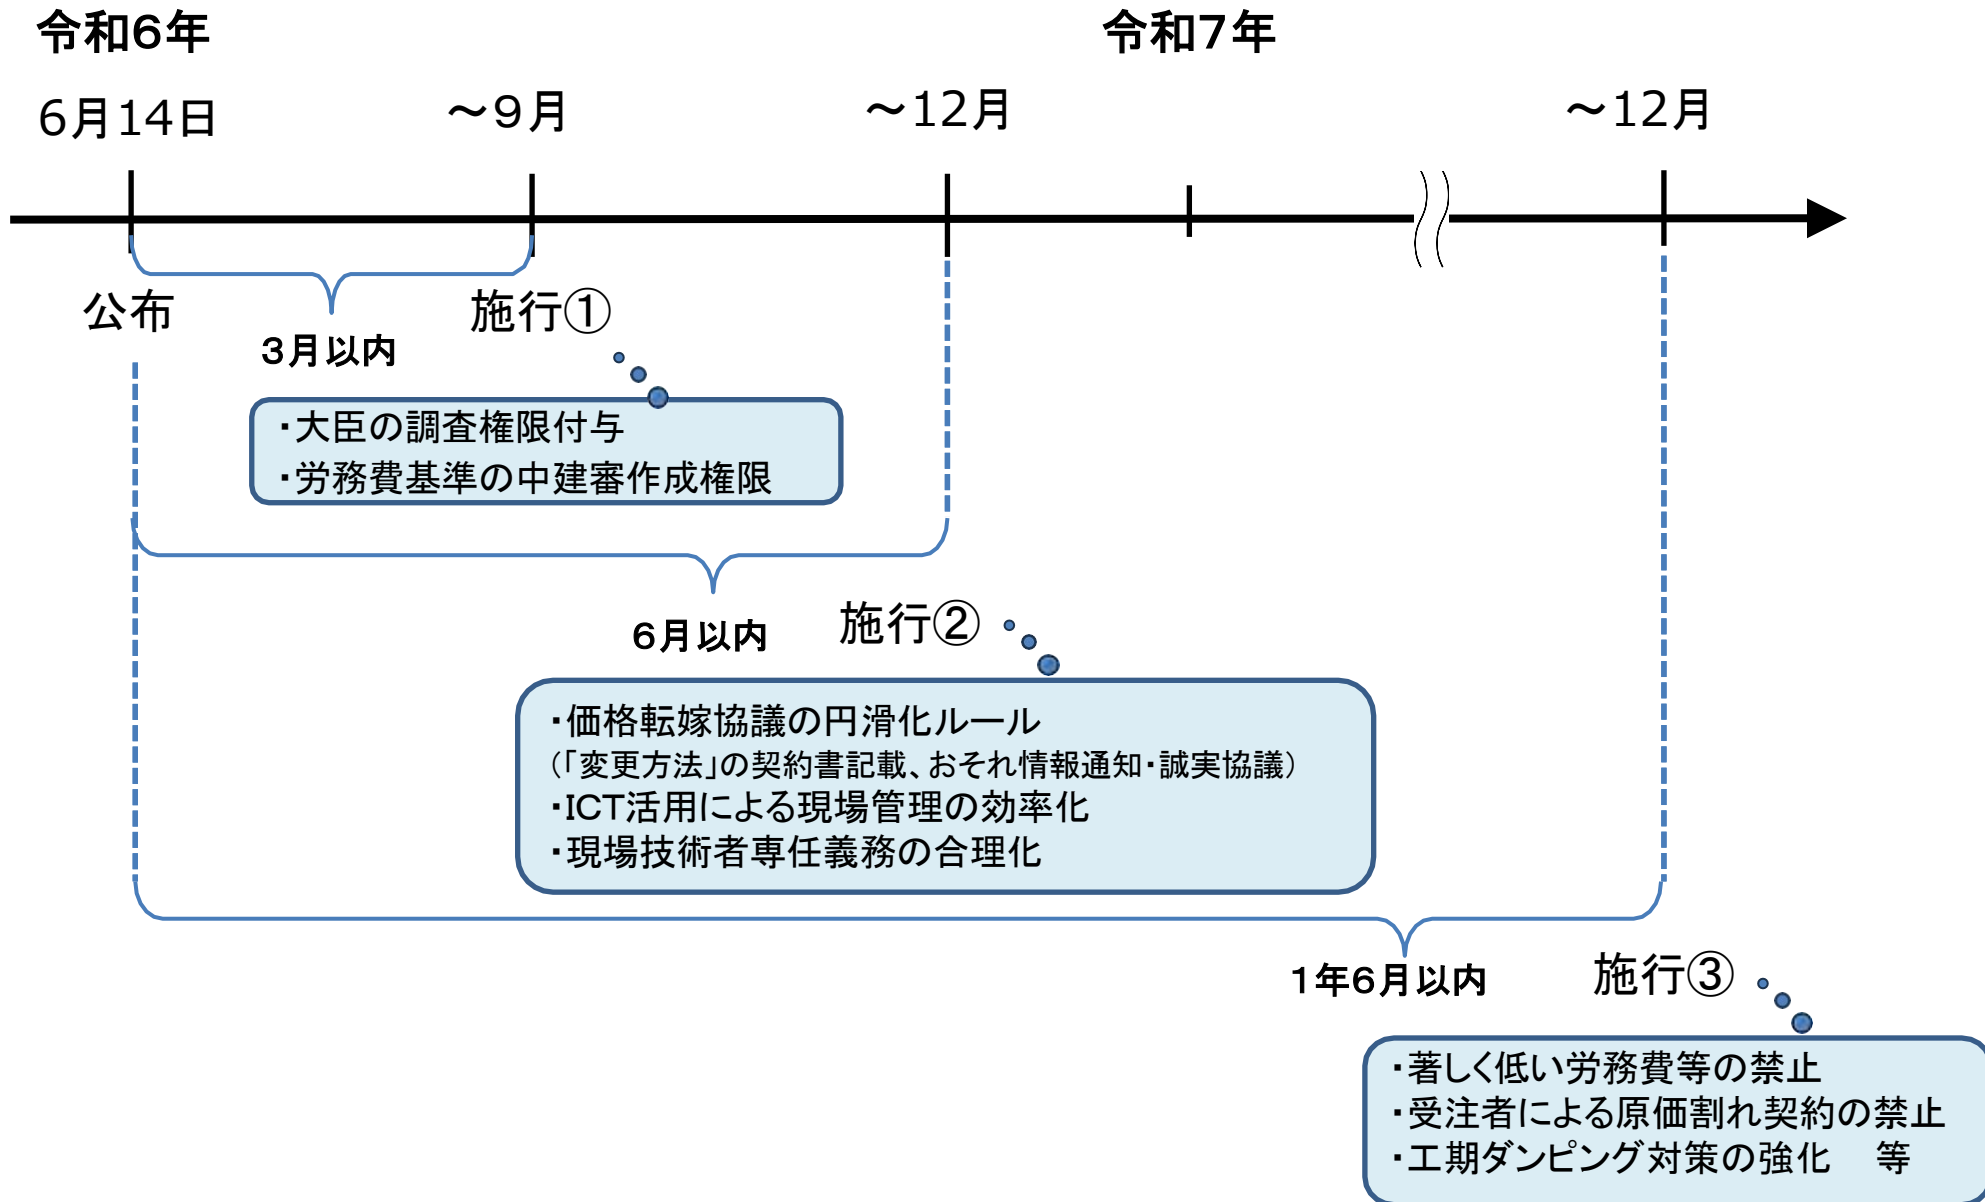 令和6年
令和7年
6月14日
～9月
～12月
～12月
公布
施行①
3月以内
・大臣の調査権限付与
・労務費基準の中建審作成権限
施行②
6月以内
・価格転嫁協議の円滑化ルール
（「変更方法」の契約書記載、おそれ情報通知・誠実協議）
・ICT活用による現場管理の効率化
・現場技術者専任義務の合理化
施行③
1年6月以内
・著しく低い労務費等の禁止
・受注者による原価割れ契約の禁止
・工期ダンピング対策の強化　等